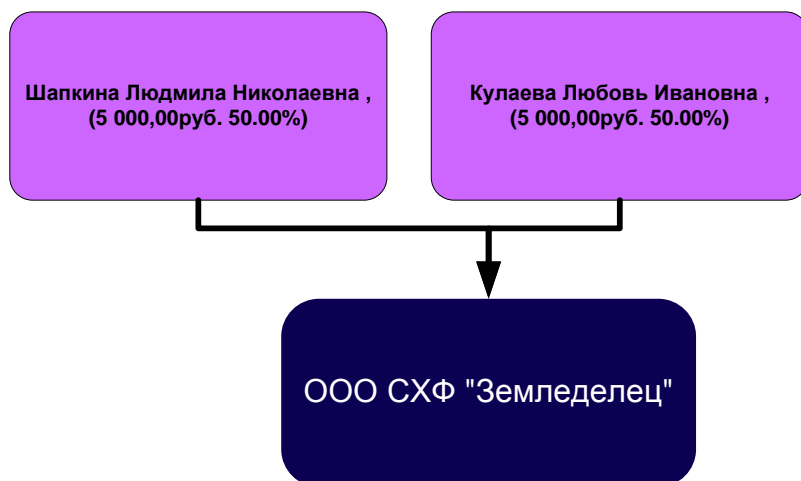 Шапкина Людмила Николаевна ,
(5 000,00руб. 50.00%)
Кулаева Любовь Ивановна ,
(5 000,00руб. 50.00%)
ООО СХФ "Земледелец"